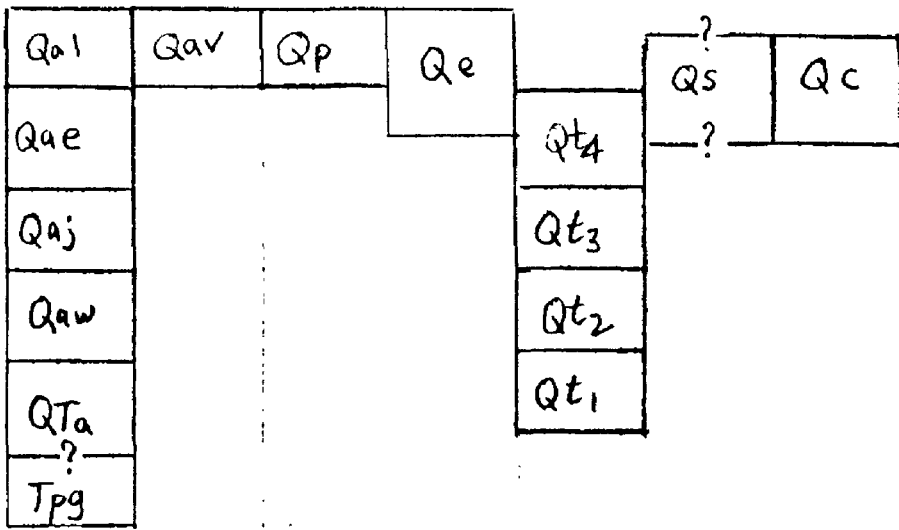 Qal Qav Qp Qe ? Qs Qc
Qae Qt4 ?
Qaj Qt3
Qaw Qt2
QTa Qt1
?
Tpg